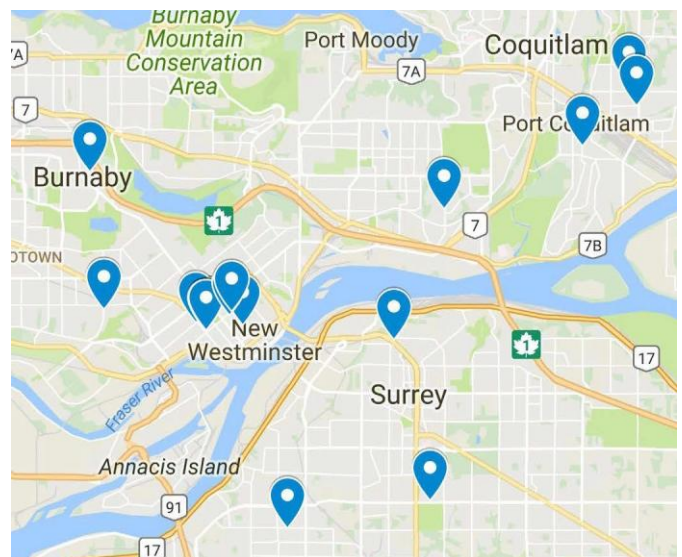 Burnaby
Mountain
Conservation
Area
Port Moody
Coquitlam
7A
7A
7
Port Coquitlam
Burnaby
1
7
7B
OTOWN
New
Westminster
1
17
Fraser River
Surrey
Annacis Island
91
17